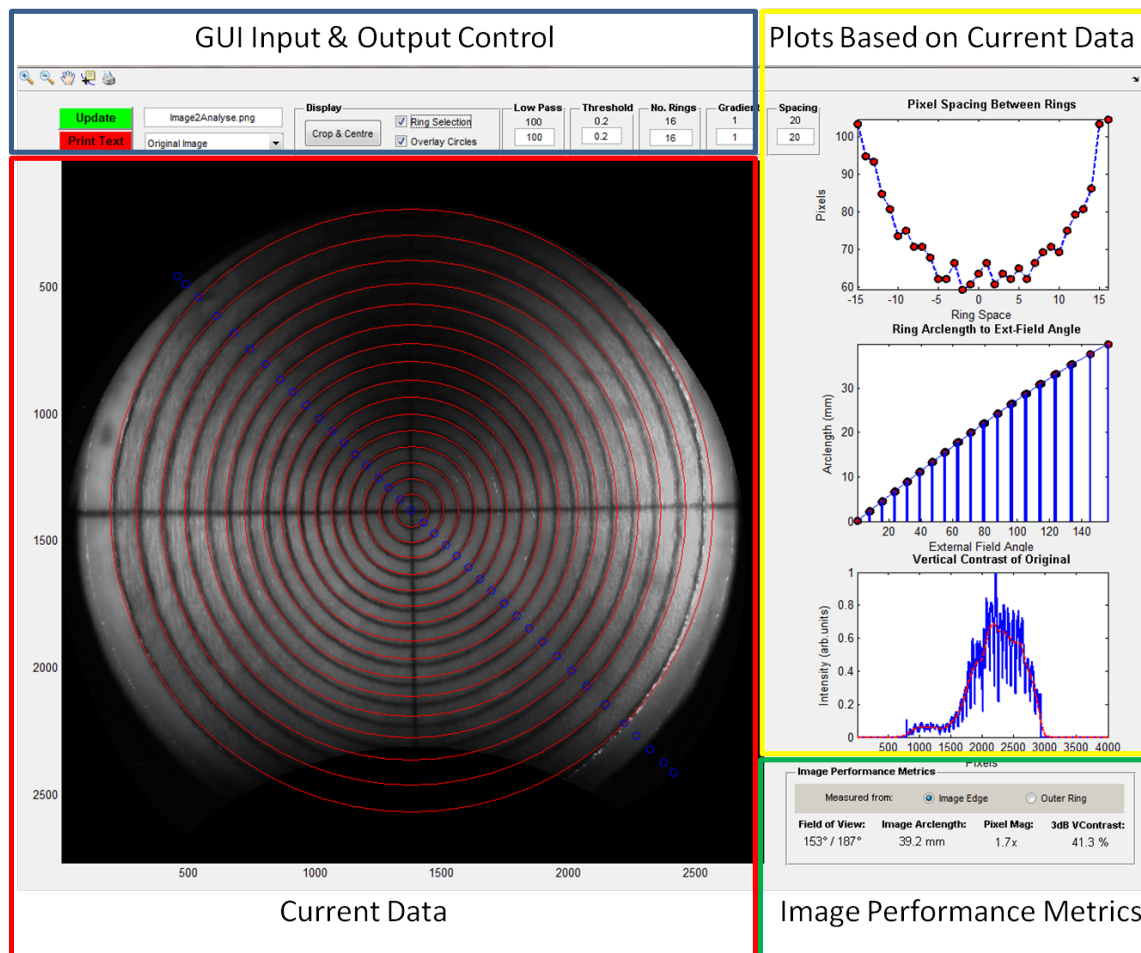 GUI Input & Output Control
Plots Based on Current Data
Update
Print Text
Image2Analyse.png
Original Image
Display
Crop & Centre
Ring Selection
Overlay Circles
Low Pass
100
100
Threshold
0.2
0.2
No. Rings
16
16
Gradient
1
1
Spacing
20
20
500
1000
1500
2000
2500
500
1000
1500
2000
2500
Current Data
Pixel Spacing Between Rings
Pixels
100
90
80
70
60
-15
-10
-5
0
5
10
15
Ring Space
Ring Arclength to Ext-Field Angle
Arclength (mm)
30
20
10
0
20
40
60
80
100
120
140
External Field Angle
Vertical Contrast of Original
Intensity (arb.units)
1
0.8
0.6
0.4
0.2
0
500
1000
1500
2000
2500
3000
3500
4000
Pixels
Image Performance Metrics
Measured from:
Image Edge
Outer Ring
Field of View:
Image Arclength:
Pixel Mag:
3dB VContrast:
153° / 187°
39.2 mm
1.7x
41.3 %
Image Performance Metrics